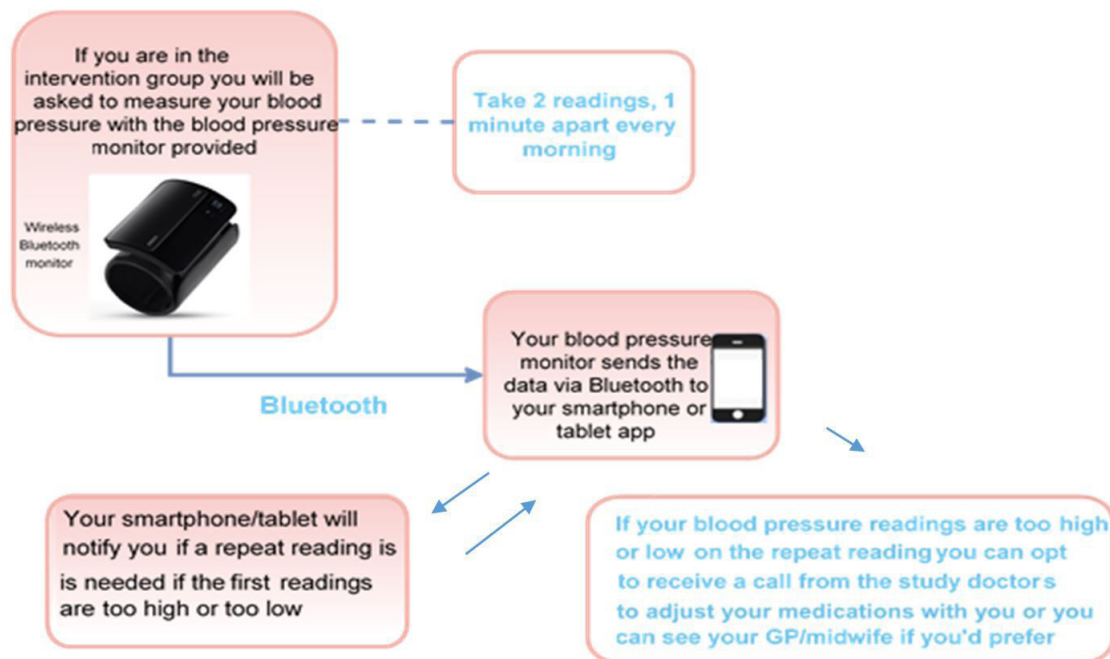 If you are in the
intervention group you will be
asked to measure your blood
pressure with the blood pressure
monitor provided
Wireless
Bluetooth
monitor
Take 2 readings, 1
minute apart every
morning
Bluetooth
Your blood pressure
monitor sends the
data via Bluetooth to
your smartphone or
tablet app
Your smartphone/tablet will
notify you if a repeat reading is
is needed if the first readings
are too high or too low
If your blood pressure readings are too high
or low on the repeat reading you can opt
to receive a call from the study doctors
to adjust your medications with you or you
can see your GP/midwife if you'd prefer